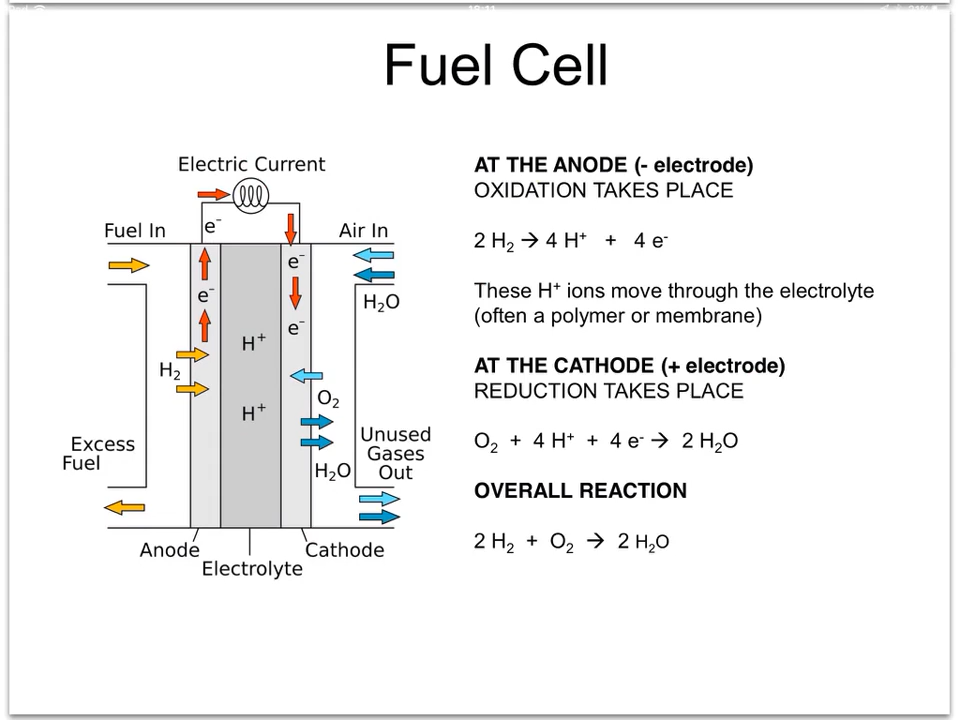 Fuel Cell
Electric Current
Fuel In
e⁻
Air In
e⁻
e⁻
e⁻
H₂O
H⁺
H₂
O₂
H⁺
Excess
Fuel
Unused
Gases
Out
H₂O
Anode
Cathode
Electrolyte
AT THE ANODE (- electrode)
OXIDATION TAKES PLACE
2 H₂ → 4 H⁺ + 4 e⁻
These H⁺ ions move through the electrolyte
(often a polymer or membrane)
AT THE CATHODE (+ electrode)
REDUCTION TAKES PLACE
O₂ + 4 H⁺ + 4 e⁻ → 2 H₂O
OVERALL REACTION
2 H₂ + O₂ → 2 H₂O